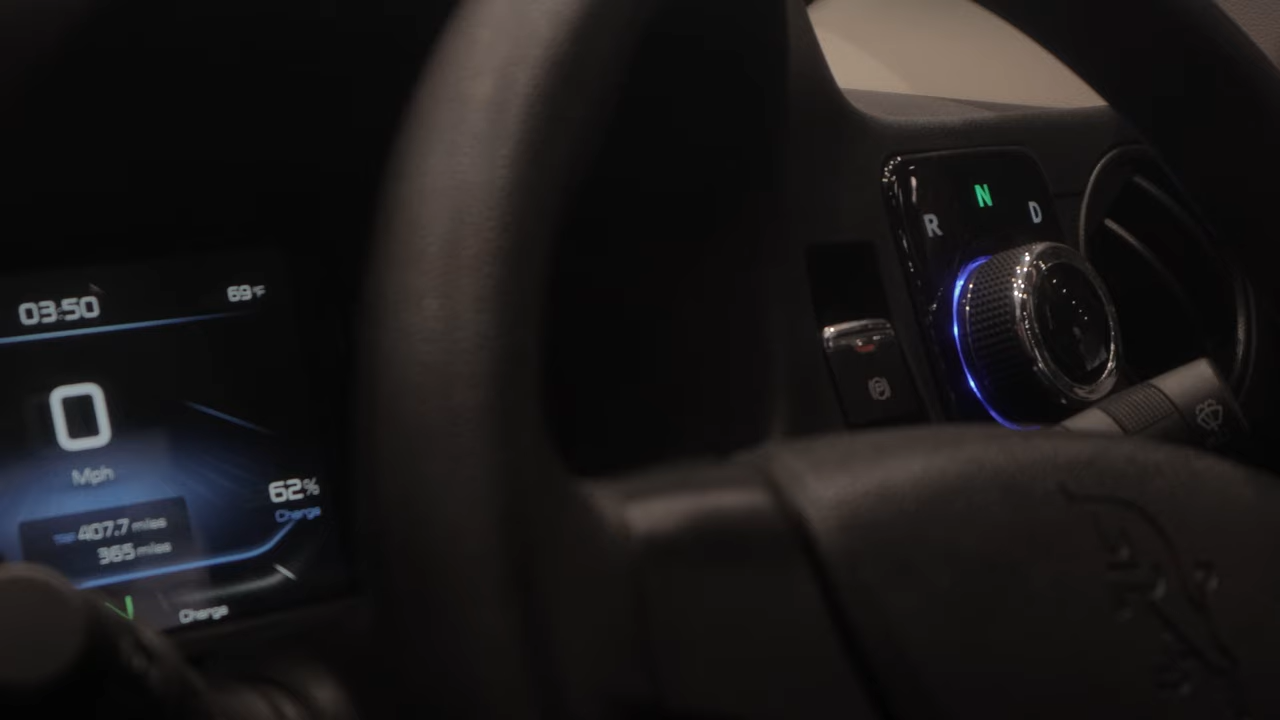 03:50
69°F
0
Mph
62%
Charge
407.7 miles
365 miles
Charge
R N D
P